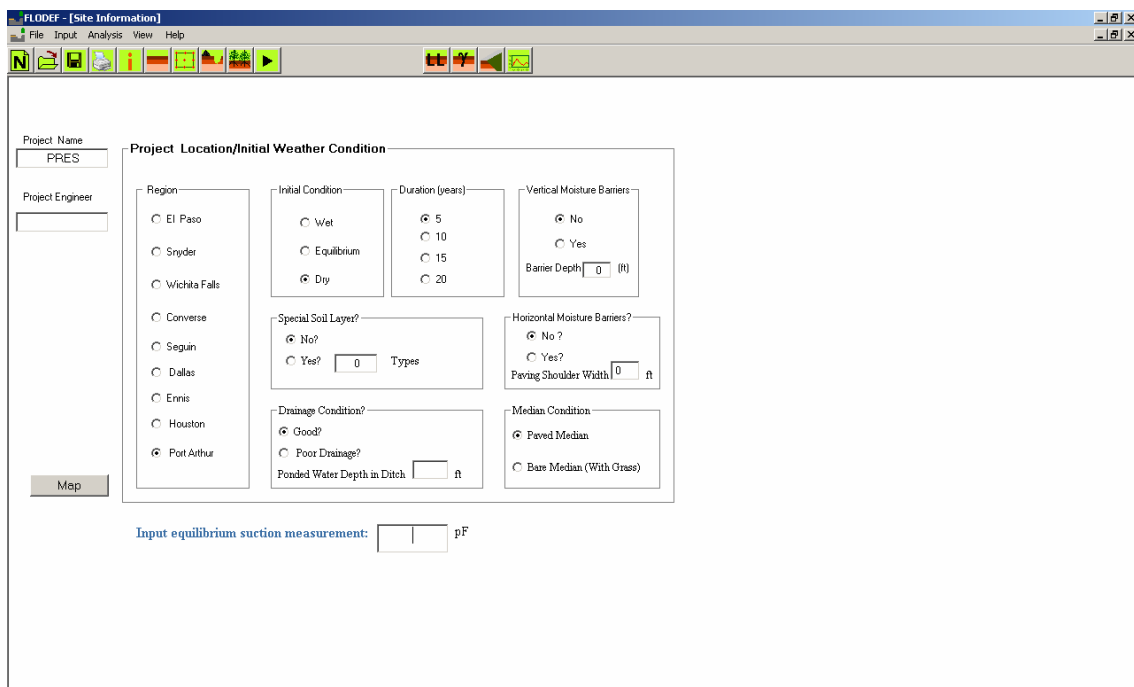 FLODEF - [Site Information]
File Input Analysis View Help
N i LL γ
Project Name
PRES
Project Engineer
Map
Project Location/Initial Weather Condition
Region
El Paso
Snyder
Wichita Falls
Converse
Seguin
Dallas
Ennis
Houston
Port Arthur
Initial Condition
Wet
Equilibrium
Dry
Duration (years)
5
10
15
20
Vertical Moisture Barriers
No
Yes
Barrier Depth 0 (ft)
Special Soil Layer?
No?
Yes? 0 Types
Horizontal Moisture Barriers?
No ?
Yes?
Paving Shoulder Width 0 ft
Drainage Condition?
Good?
Poor Drainage?
Ponded Water Depth in Ditch ft
Median Condition
Paved Median
Bare Median (With Grass)
Input equilibrium suction measurement: pF